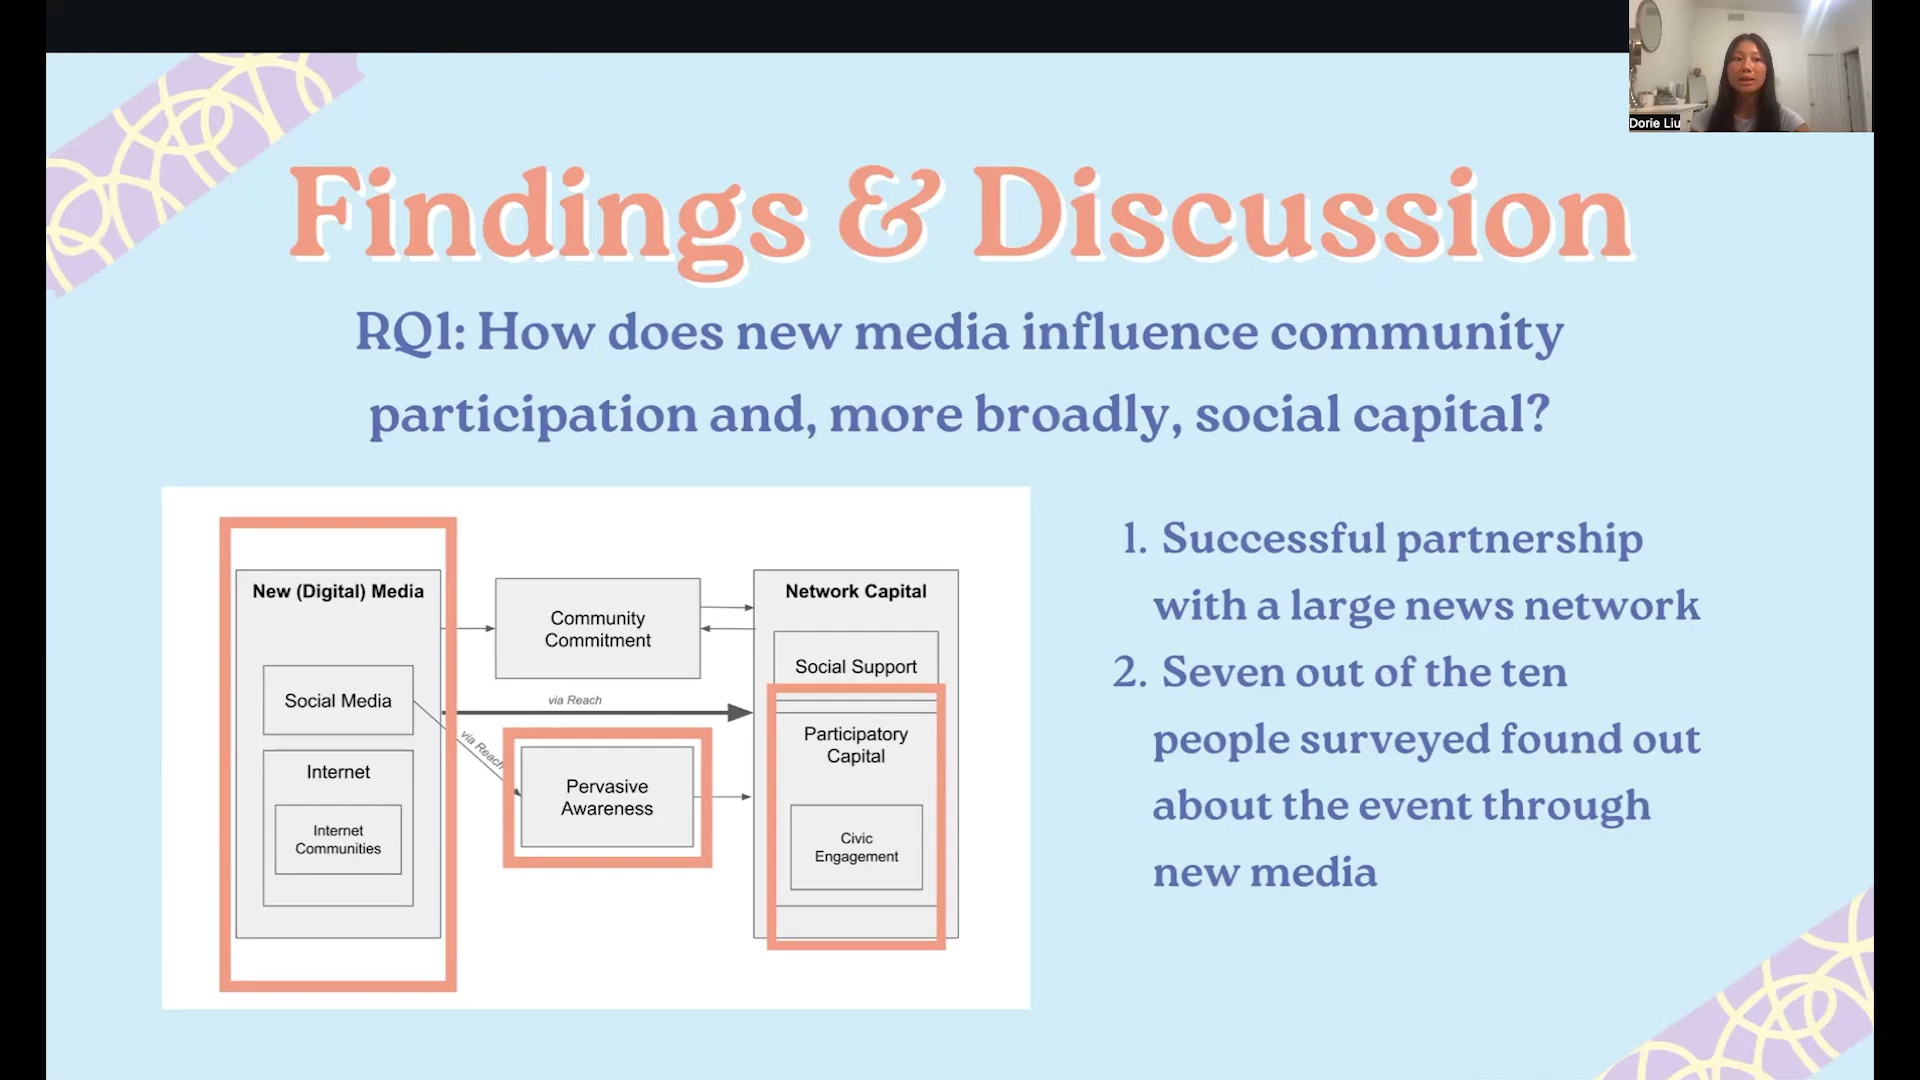 Dorie Liu
Findings & Discussion
RQ1: How does new media influence community
participation and, more broadly, social capital?
New (Digital) Media
Social Media
Internet
Internet
Communities
Community
Commitment
via Reach
via Reach
Pervasive
Awareness
Network Capital
Social Support
Participatory
Capital
Civic
Engagement
1. Successful partnership
with a large news network
2. Seven out of the ten
people surveyed found out
about the event through
new media